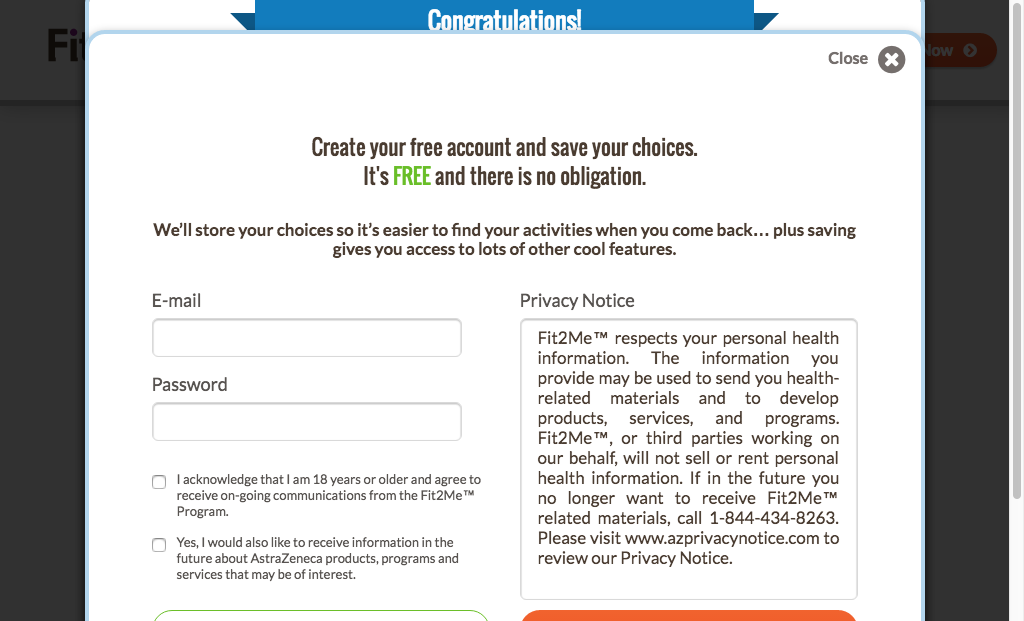 Congratulations!
Fit
Now
Close
Create your free account and save your choices.
It's FREE and there is no obligation.
We'll store your choices so it's easier to find your activities when you come back... plus saving
gives you access to lots of other cool features.
E-mail
Password
I acknowledge that I am 18 years or older and agree to
receive on-going communications from the Fit2Me™
Program.
Yes, I would also like to receive information in the
future about AstraZeneca products, programs and
services that may be of interest.
Privacy Notice
Fit2Me™ respects your personal health
information. The information you
provide may be used to send you health-
related materials and to develop
products, services, and programs.
Fit2Me™, or third parties working on
our behalf, will not sell or rent personal
health information. If in the future you
no longer want to receive Fit2Me™
related materials, call 1-844-434-8263.
Please visit www.azprivacynotice.com to
review our Privacy Notice.